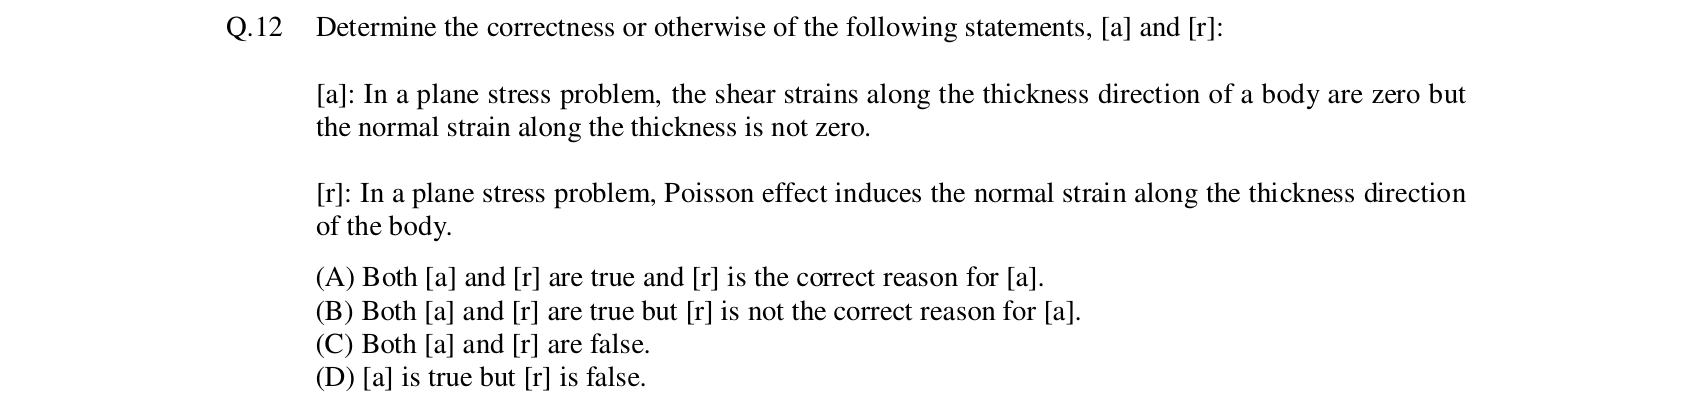 Q.12 Determine the correctness or otherwise of the following statements, [a] and [r]:
[a]: In a plane stress problem, the shear strains along the thickness direction of a body are zero but
the normal strain along the thickness is not zero.
[r]: In a plane stress problem, Poisson effect induces the normal strain along the thickness direction
of the body.
(A) Both [a] and [r] are true and [r] is the correct reason for [a].
(B) Both [a] and [r] are true but [r] is not the correct reason for [a].
(C) Both [a] and [r] are false.
(D) [a] is true but [r] is false.